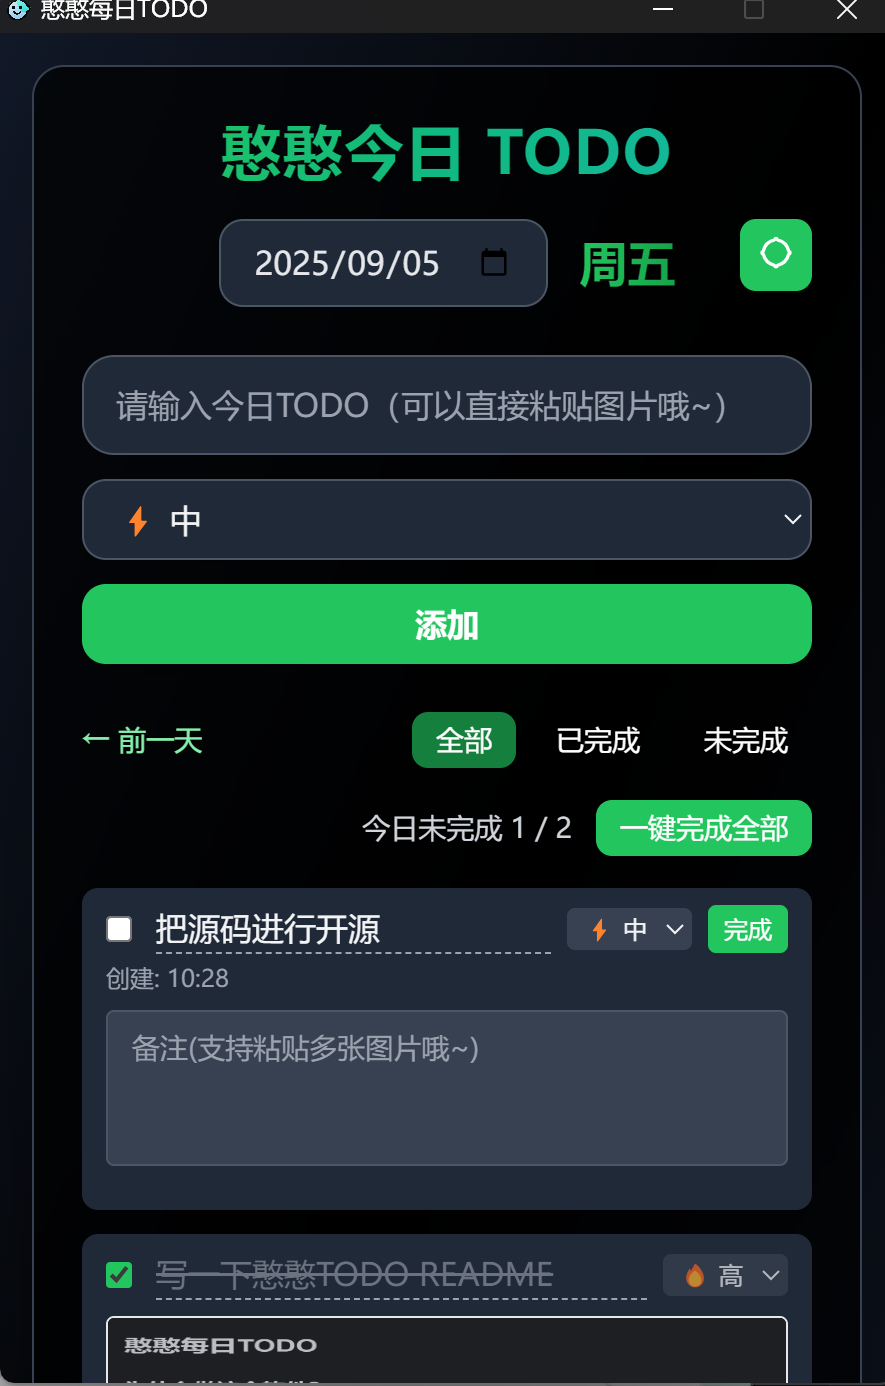 憨憨每日TODO
憨憨今日 TODO
2025/09/05 周五
请输入今日TODO（可以直接粘贴图片哦~）
中
添加
← 前一天 全部 已完成 未完成
今日未完成 1 / 2 一键完成全部
把源码进行开源 中 完成
创建: 10:28
备注(支持粘贴多张图片哦~)
写一下憨憨TODO README 高
憨憨每日TODO